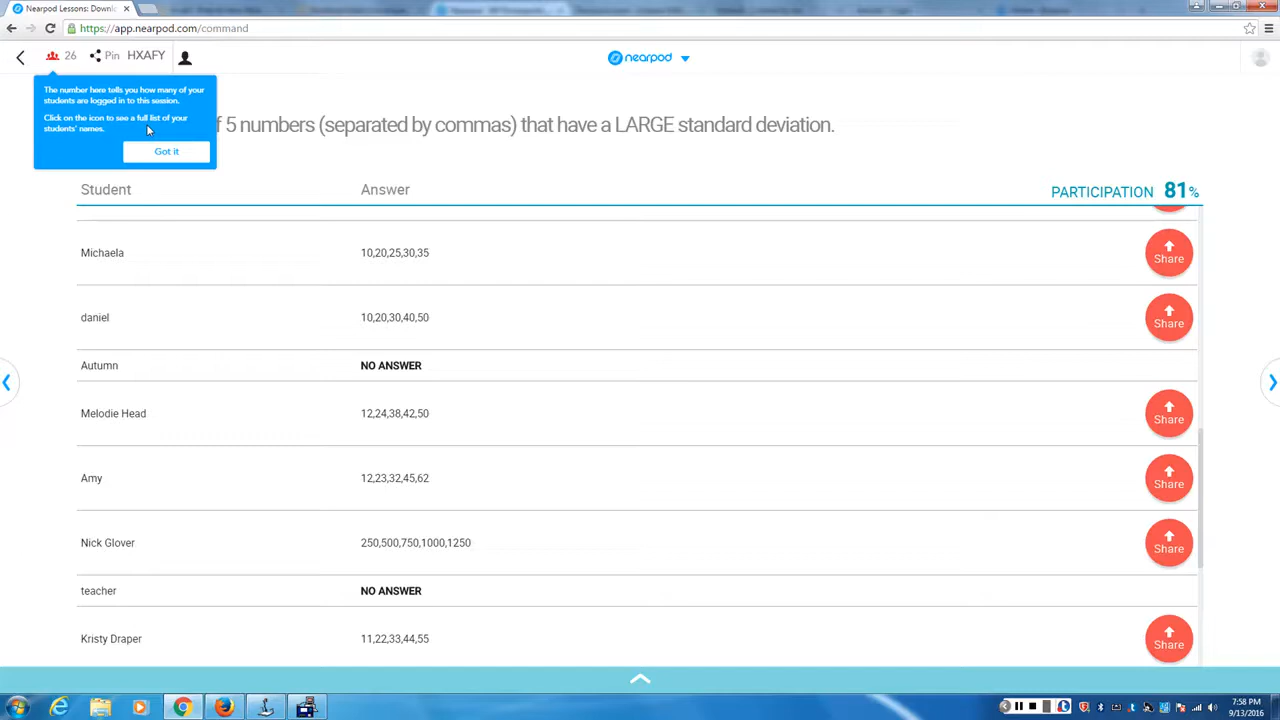 Nearpod Lessons: Downlo
https://app.nearpod.com/command
26 Pin HXAFY
nearpod
The number here tells you how many of your
students are logged in to this session.
Click on the icon to see a full list of your
students' names.
Got it
f 5 numbers (separated by commas) that have a LARGE standard deviation.
Student Answer PARTICIPATION 81%
Michaela 10,20,25,30,35 Share
daniel 10,20,30,40,50 Share
Autumn NO ANSWER
Melodie Head 12,24,38,42,50 Share
Amy 12,23,32,45,62 Share
Nick Glover 250,500,750,1000,1250 Share
teacher NO ANSWER
Kristy Draper 11,22,33,44,55 Share
7:58 PM
9/13/2016